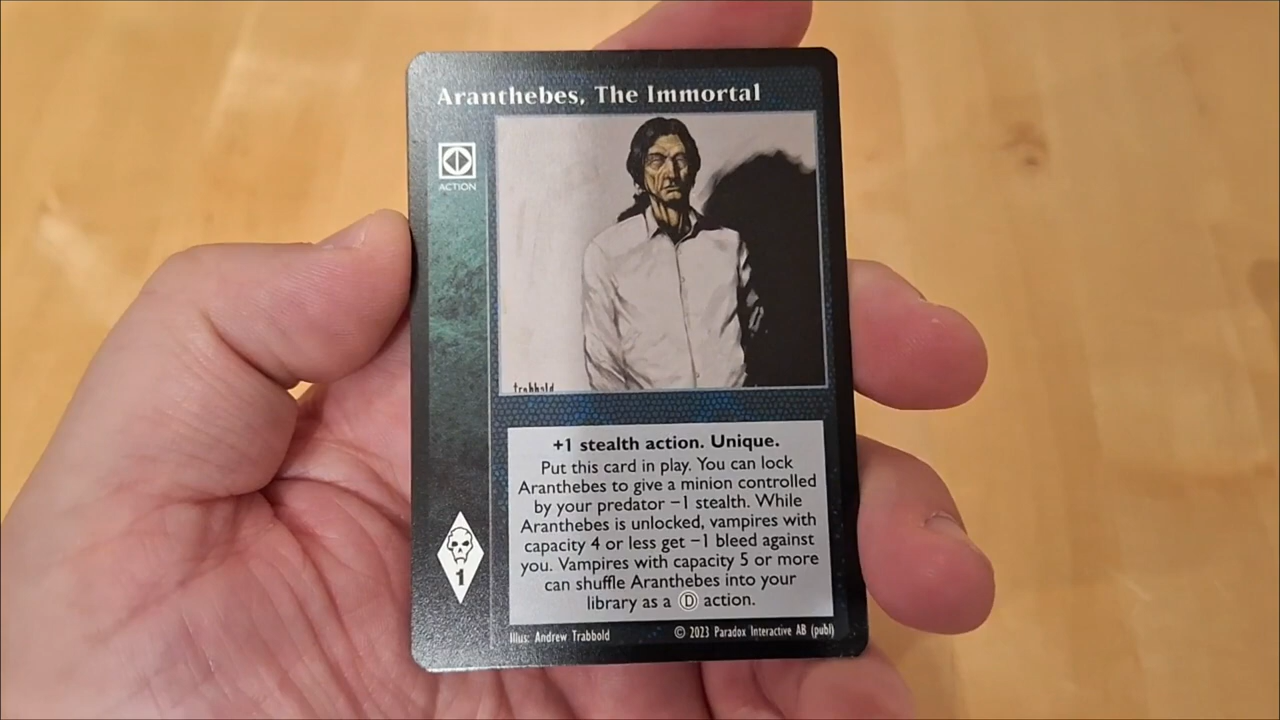 Aranthebes, The Immortal
ACTION
trabbold
+1 stealth action. Unique.
Put this card in play. You can lock
Aranthebes to give a minion controlled
by your predator −1 stealth. While
Aranthebes is unlocked, vampires with
capacity 4 or less get −1 bleed against
you. Vampires with capacity 5 or more
can shuffle Aranthebes into your
library as a Ⓓ action.
1
Illus: Andrew Trabbold
© 2023 Paradox Interactive AB (publ)